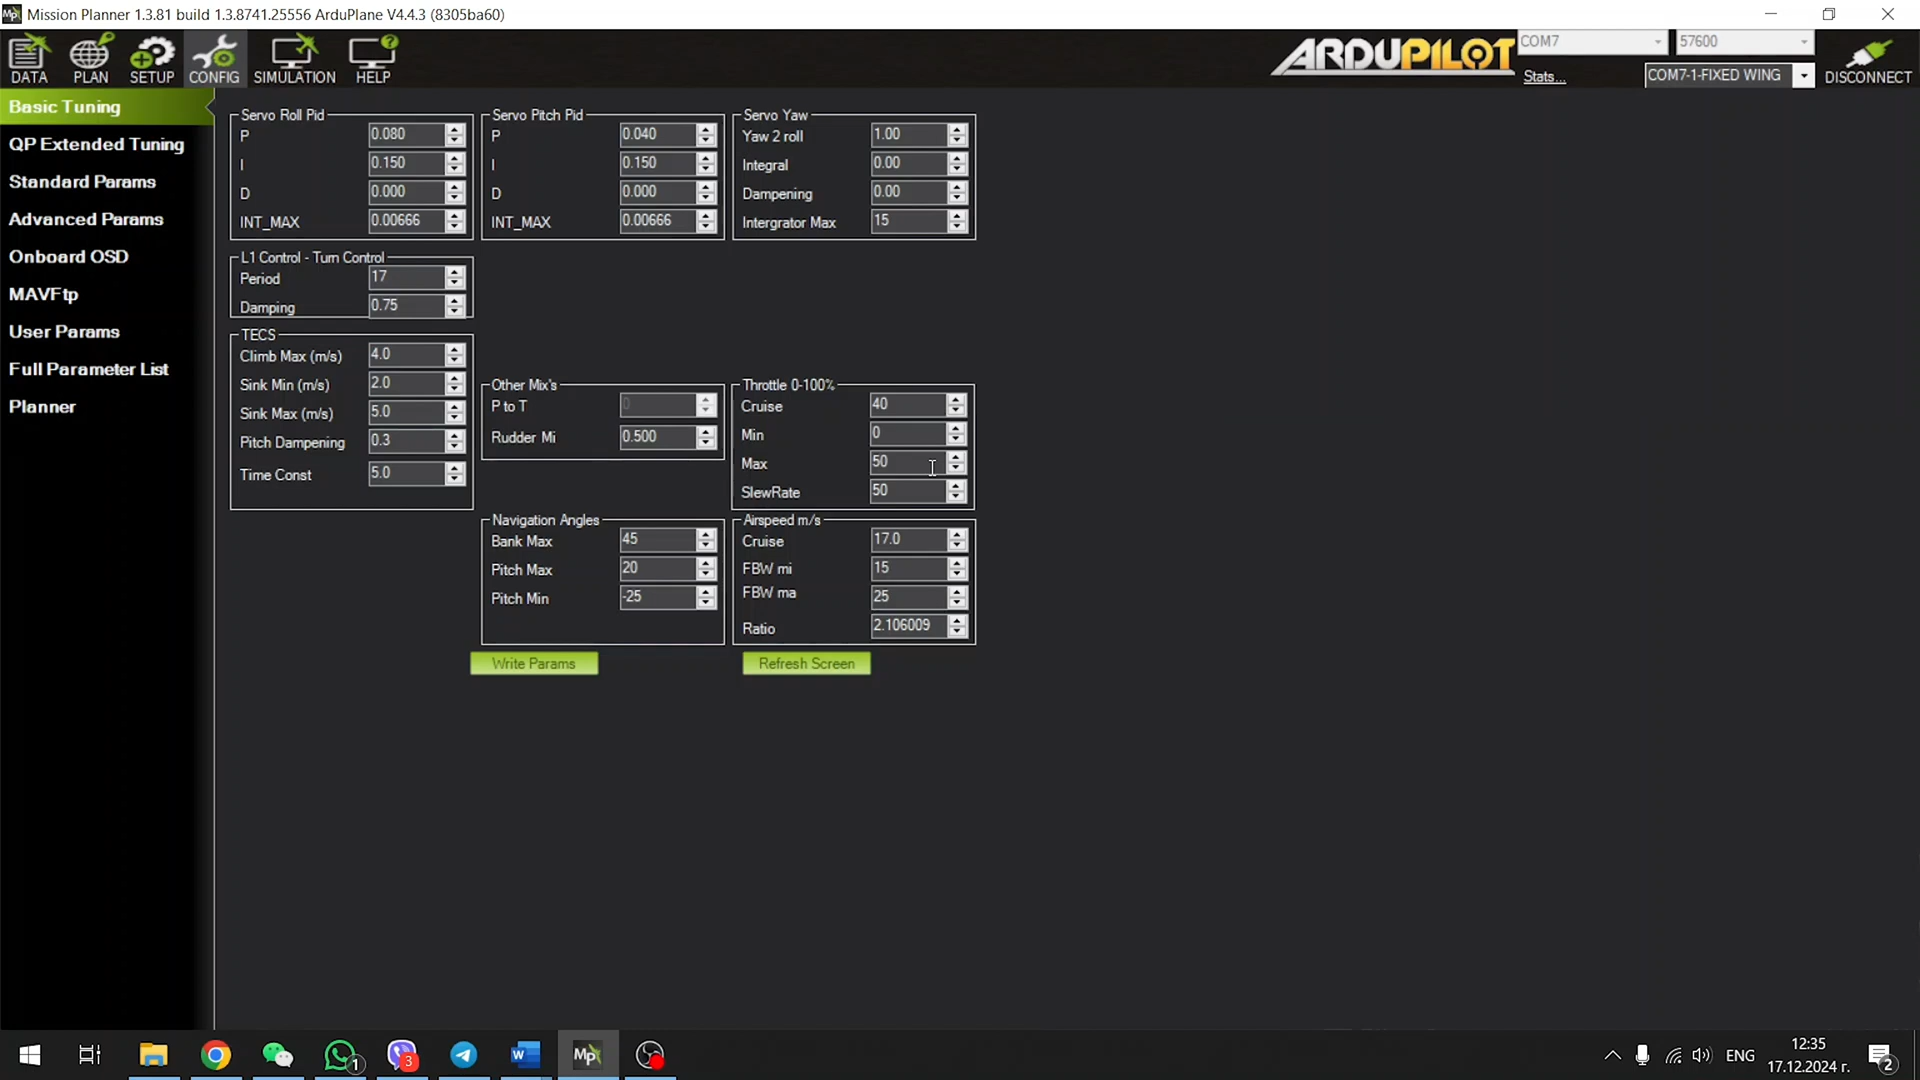 Mission Planner 1.3.81 build 1.3.8741.25556 ArduPlane V4.4.3 (8305ba60)
DATA
PLAN
SETUP
CONFIG
SIMULATION
HELP
ARDUPILOT
COM7
57600
Stats...
COM7-1-FIXED WING
DISCONNECT
Basic Tuning
QP Extended Tuning
Standard Params
Advanced Params
Onboard OSD
MAVFtp
User Params
Full Parameter List
Planner
Servo Roll Pid
P 0.080
I 0.150
D 0.000
INT_MAX 0.00666
Servo Pitch Pid
P 0.040
I 0.150
D 0.000
INT_MAX 0.00666
Servo Yaw
Yaw 2 roll 1.00
Integral 0.00
Dampening 0.00
Intergrator Max 15
L1 Control - Turn Control
Period 17
Damping 0.75
TECS
Climb Max (m/s) 4.0
Sink Min (m/s) 2.0
Sink Max (m/s) 5.0
Pitch Dampening 0.3
Time Const 5.0
Other Mix's
P to T 0
Rudder Mi 0.500
Throttle 0-100%
Cruise 40
Min 0
Max 50
SlewRate 50
Navigation Angles
Bank Max 45
Pitch Max 20
Pitch Min -25
Airspeed m/s
Cruise 17.0
FBW mi 15
FBW ma 25
Ratio 2.106009
Write Params
Refresh Screen
1
3
W
Mp
ENG
12:35
17.12.2024 г.
2